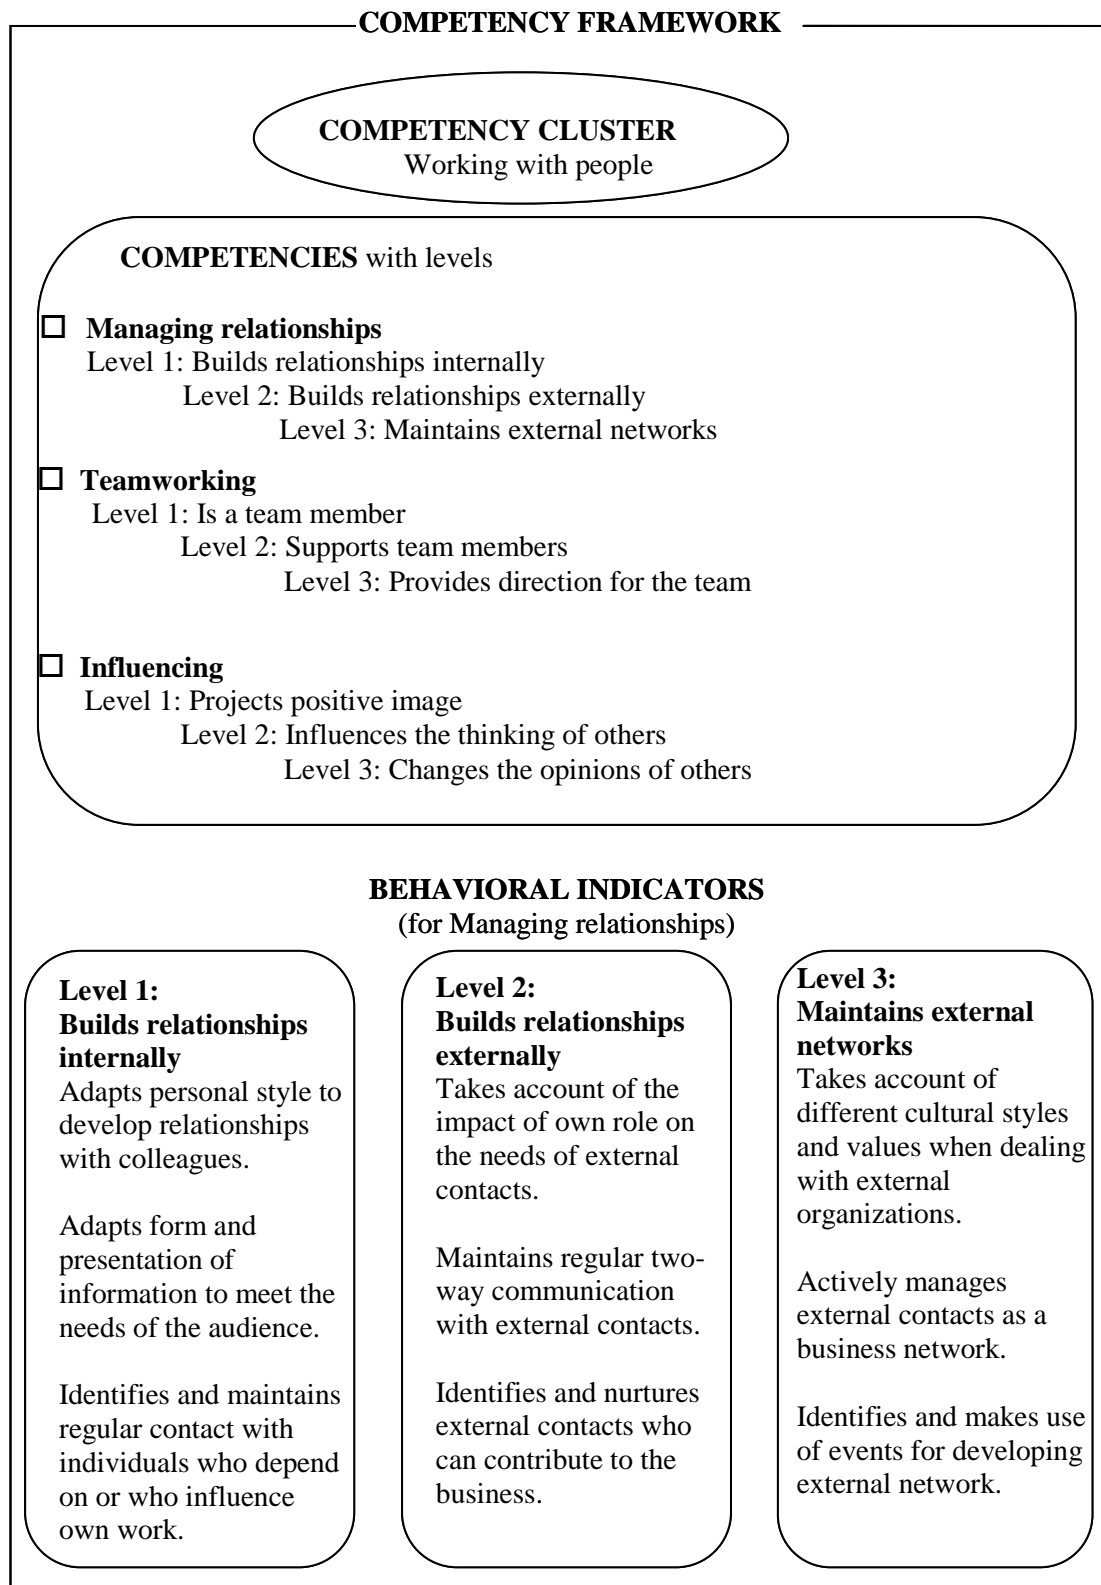 COMPETENCY FRAMEWORK
COMPETENCY CLUSTER
Working with people
COMPETENCIES with levels
Managing relationships
Level 1: Builds relationships internally
Level 2: Builds relationships externally
Level 3: Maintains external networks
Teamworking
Level 1: Is a team member
Level 2: Supports team members
Level 3: Provides direction for the team
Influencing
Level 1: Projects positive image
Level 2: Influences the thinking of others
Level 3: Changes the opinions of others
BEHAVIORAL INDICATORS
(for Managing relationships)
Level 1:
Builds relationships
internally
Adapts personal style to
develop relationships
with colleagues.
Adapts form and
presentation of
information to meet the
needs of the audience.
Identifies and maintains
regular contact with
individuals who depend
on or who influence
own work.
Level 2:
Builds relationships
externally
Takes account of the
impact of own role on
the needs of external
contacts.
Maintains regular two-
way communication
with external contacts.
Identifies and nurtures
external contacts who
can contribute to the
business.
Level 3:
Maintains external
networks
Takes account of
different cultural styles
and values when dealing
with external
organizations.
Actively manages
external contacts as a
business network.
Identifies and makes use
of events for developing
external network.